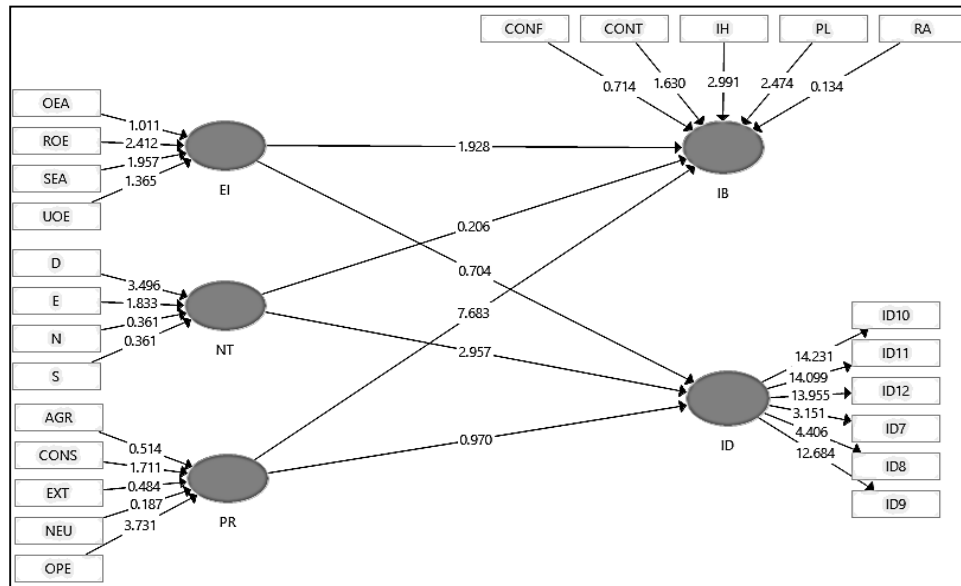 CONF
CONT
IH
PL
RA
0.714
1.630
2.991
2.474
0.134
OEA
ROE
SEA
UOE
1.011
2.412
1.957
1.365
EI
1.928
IB
0.206
0.704
7.683
D
E
N
S
3.496
1.833
0.361
0.361
NT
2.957
AGR
CONS
EXT
NEU
OPE
0.514
1.711
0.484
0.187
3.731
PR
0.970
ID
14.231
14.099
13.955
3.151
4.406
12.684
ID10
ID11
ID12
ID7
ID8
ID9